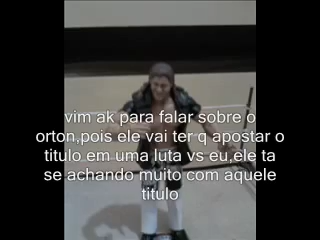 vim ak para falar sobre o
orton,pois ele vai ter q apostar o
titulo em uma luta vs eu,ele ta
se achando muito com aquele
titulo